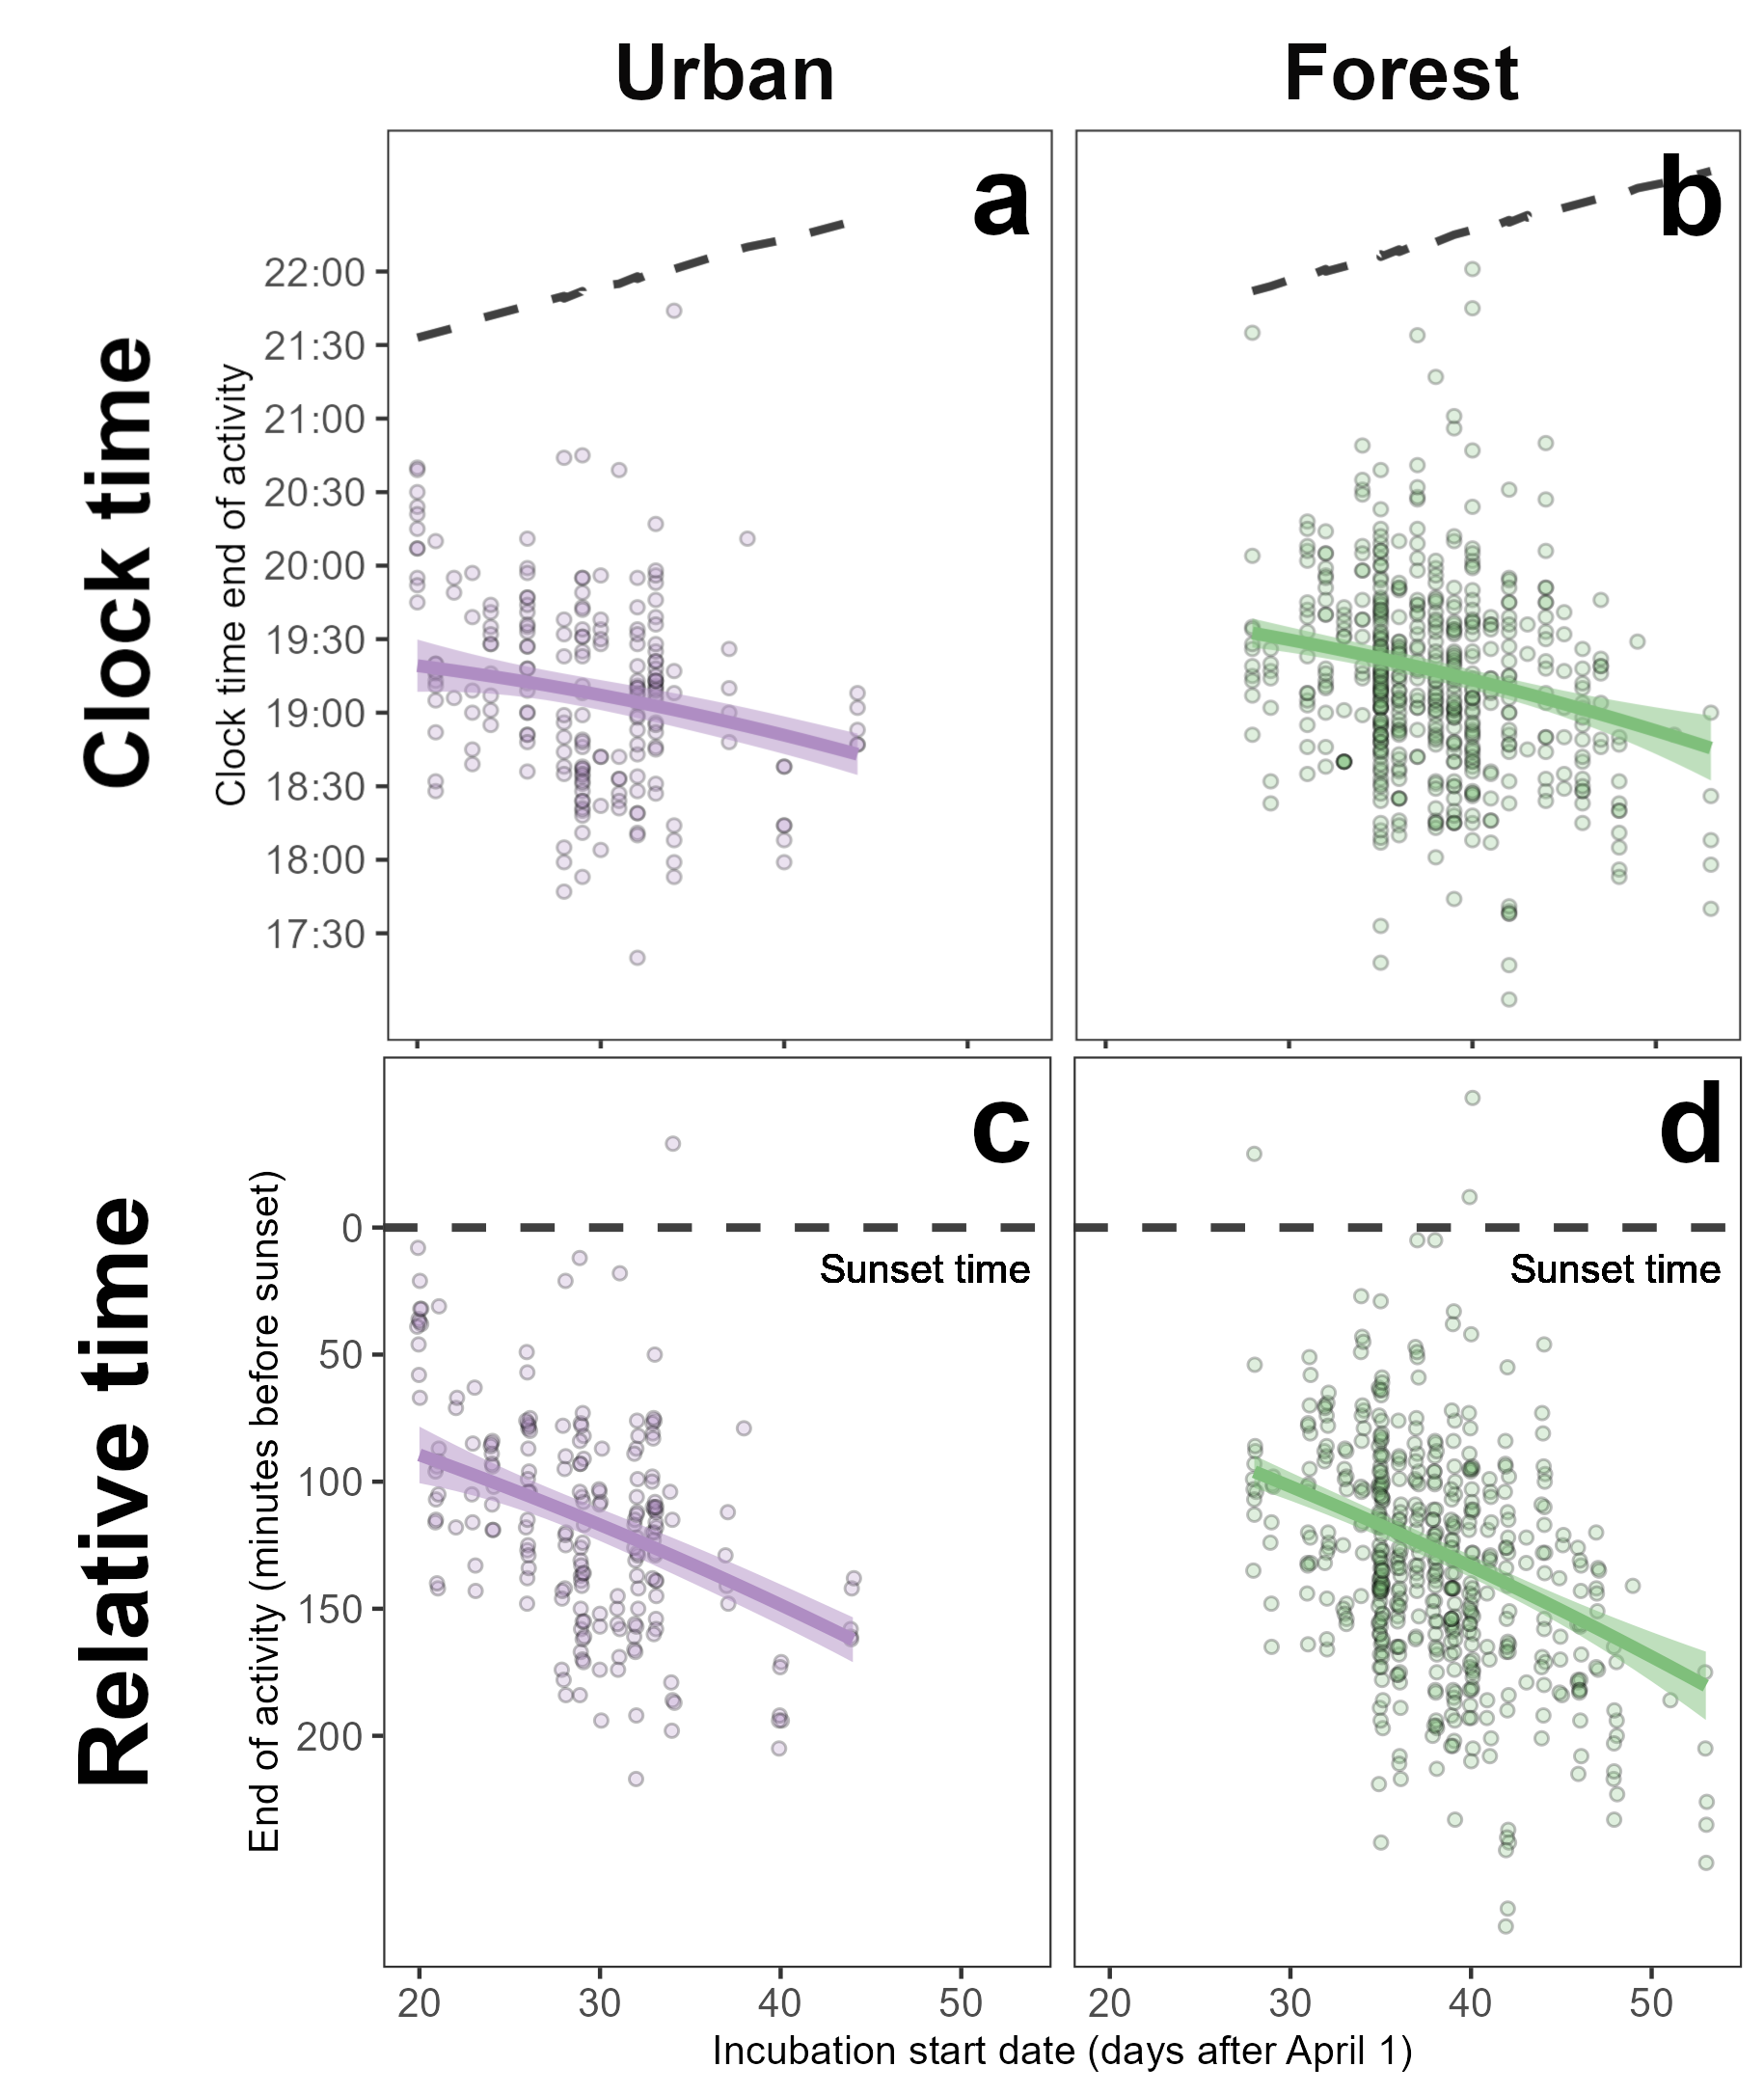 Urban Forest
a b
Clock time
Clock time end of activity
22:00
21:30
21:00
20:30
20:00
19:30
19:00
18:30
18:00
17:30
c d
Relative time
End of activity (minutes before sunset)
0
50
100
150
200
Sunset time Sunset time
20 30 40 50 20 30 40 50
Incubation start date (days after April 1)